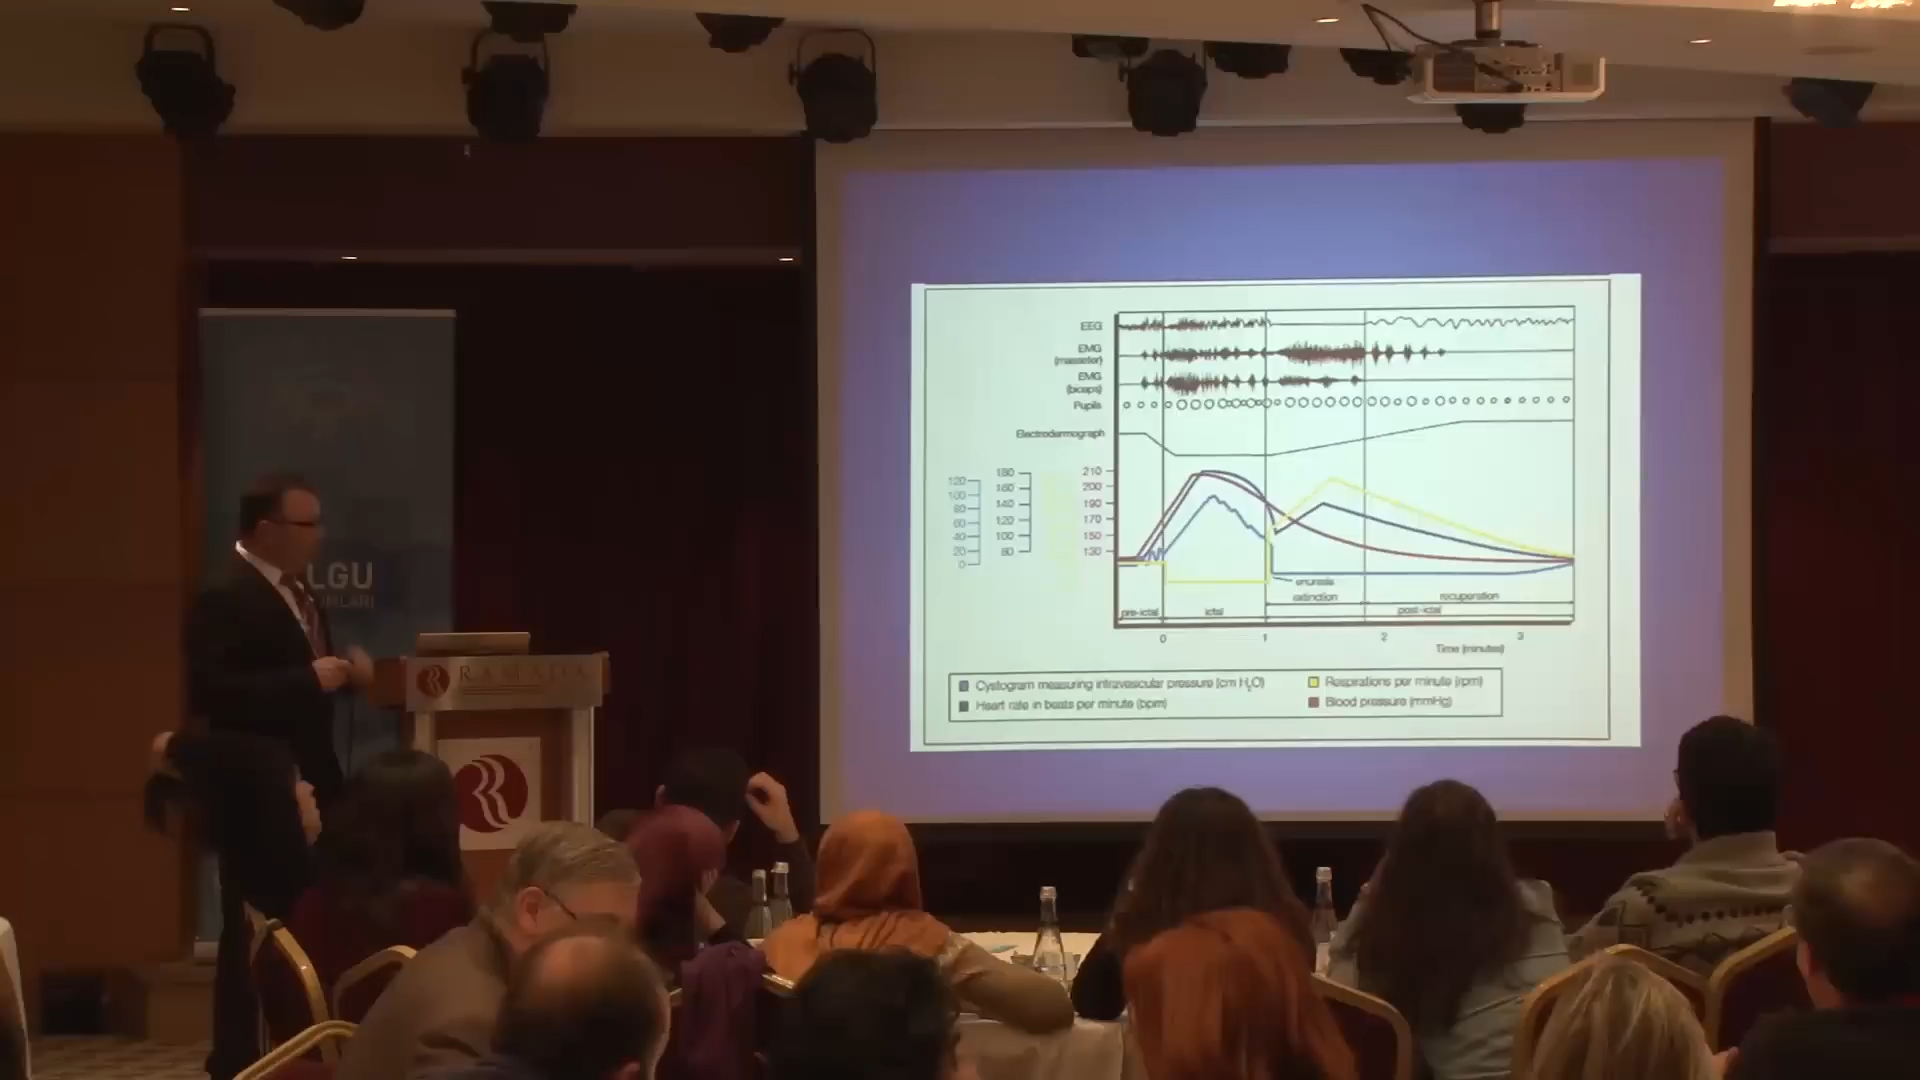 LGU
RAMADA
EEG
EMG
(masseter)
EMG
(biceps)
Pupils
Electrodermograph
120
100
80
60
40
20
0
180
160
140
120
100
80
210
200
190
170
150
130
enuresis
extinction
recuperation
pre-ictal
ictal
post-ictal
0
1
2
3
Time (minutes)
Cystogram measuring intravesicular pressure (cm H₂O)
Respirations per minute (rpm)
Heart rate in beats per minute (bpm)
Blood pressure (mmHg)